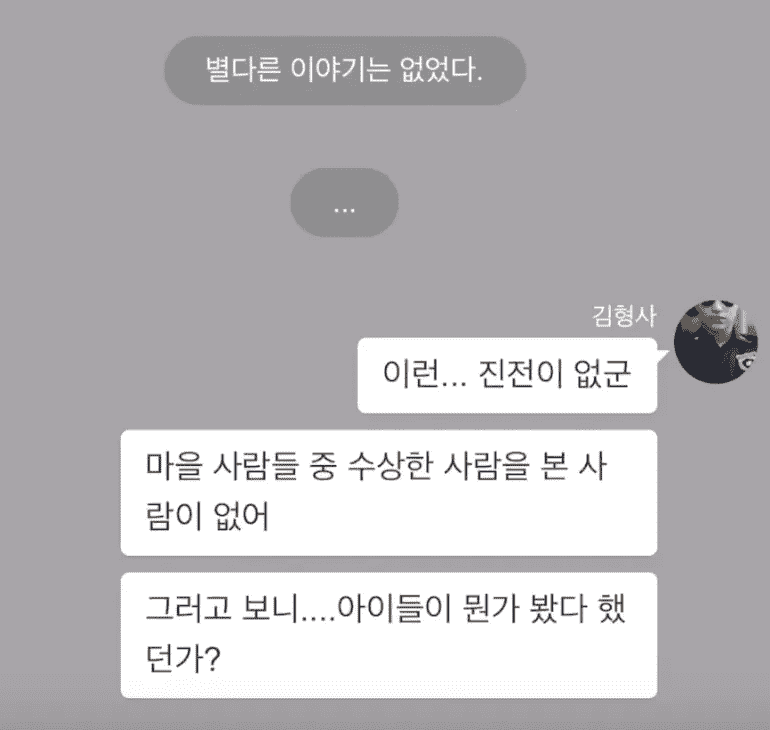 별다른 이야기는 없었다.
...
김형사
이런... 진전이 없군
마을 사람들 중 수상한 사람을 본 사
람이 없어
그러고 보니....아이들이 뭔가 봤다 했
던가?